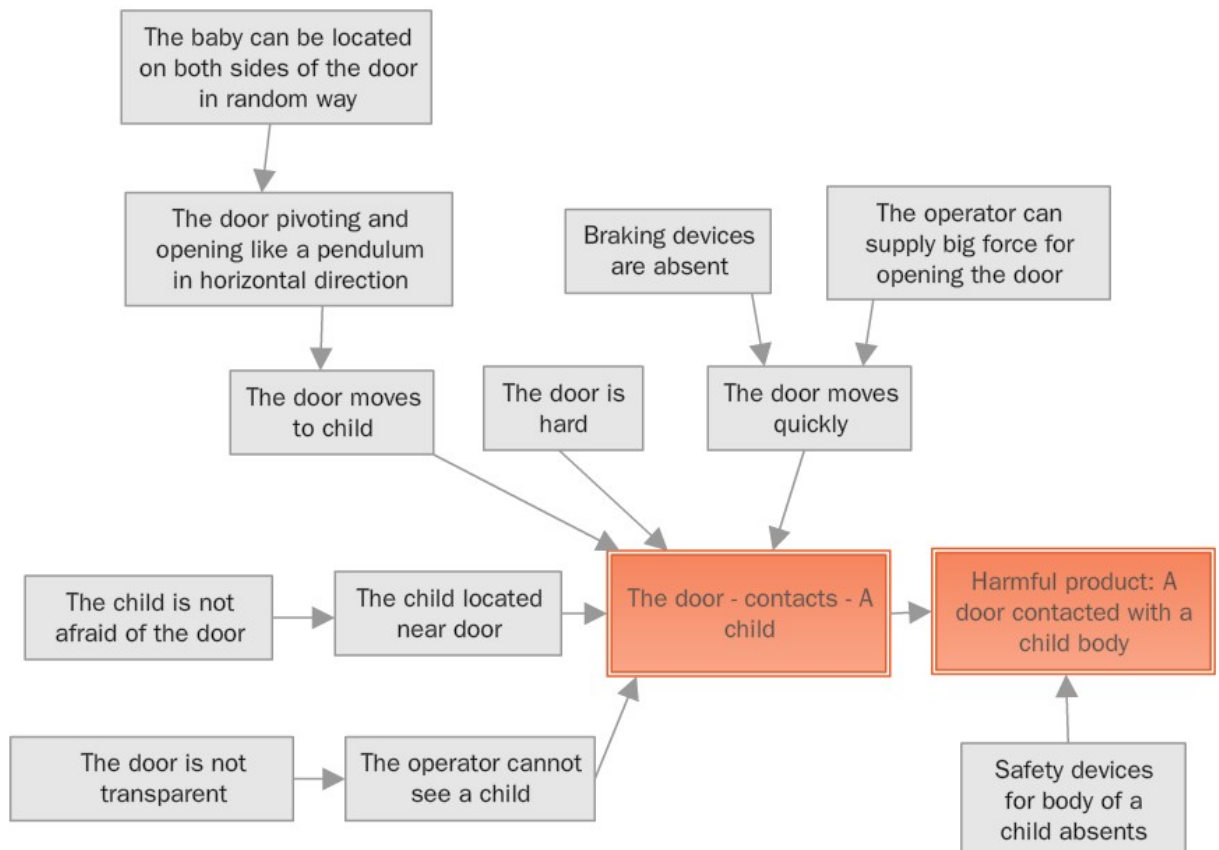 The baby can be located
on both sides of the door
in random way
The door pivoting and
opening like a pendulum
in horizontal direction
Braking devices
are absent
The operator can
supply big force for
opening the door
The door moves
to child
The door is
hard
The door moves
quickly
The child is not
afraid of the door
The child located
near door
The door - contacts - A
child
Harmful product: A
door contacted with a
child body
The door is not
transparent
The operator cannot
see a child
Safety devices
for body of a
child absents